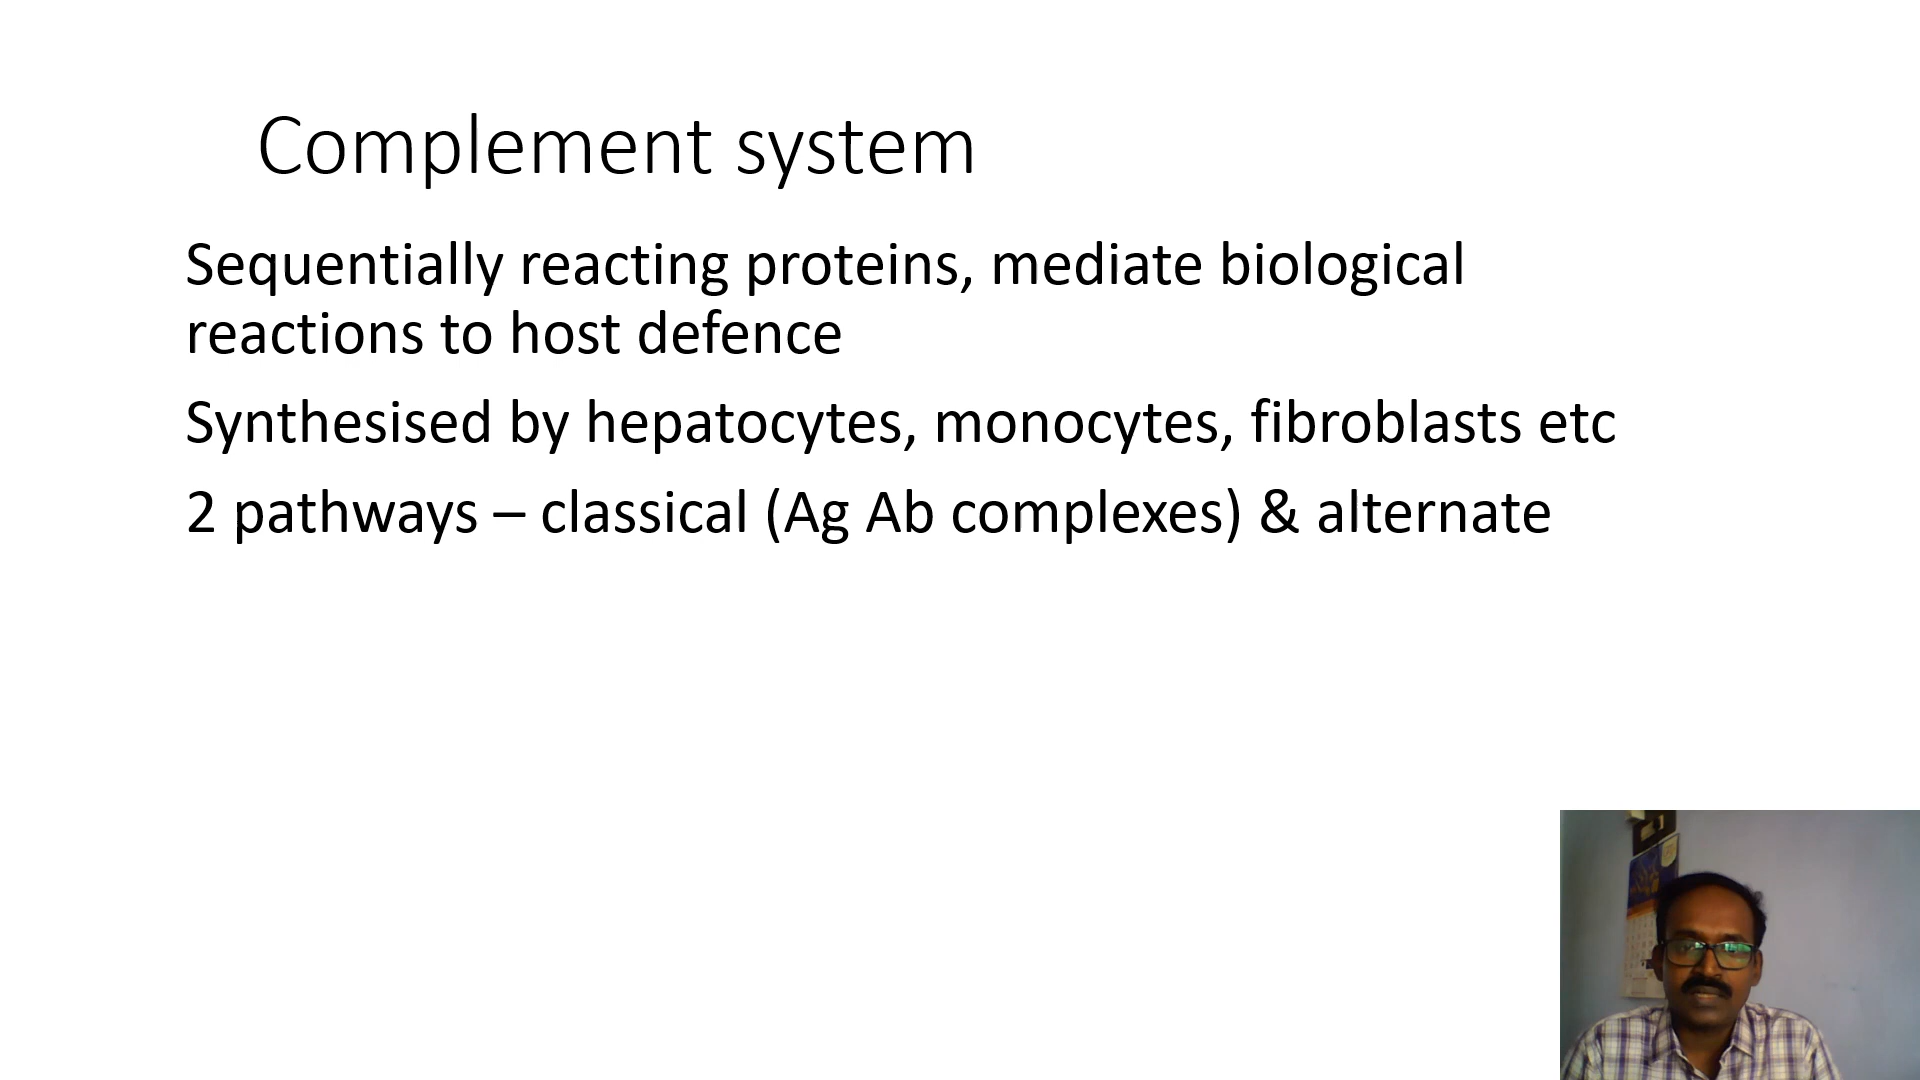 Complement system
Sequentially reacting proteins, mediate biological
reactions to host defence
Synthesised by hepatocytes, monocytes, fibroblasts etc
2 pathways – classical (Ag Ab complexes) & alternate